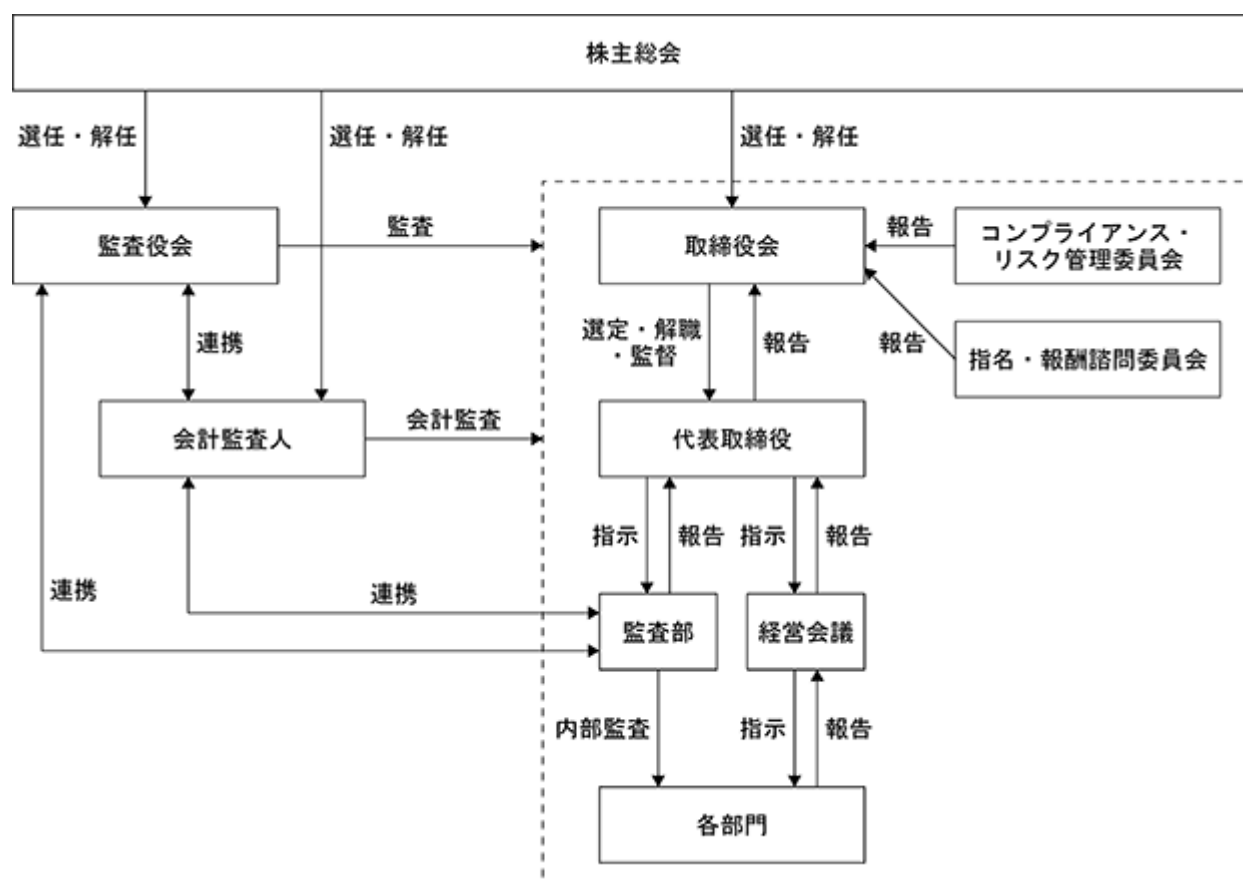 株主総会
選任・解任
選任・解任
選任・解任
監査役会
監査
取締役会
報告
コンプライアンス・
リスク管理委員会
連携
選定・解職
・監督
報告
報告
指名・報酬諮問委員会
会計監査人
会計監査
代表取締役
指示
報告
指示
報告
連携
連携
監査部
経営会議
内部監査
指示
報告
各部門